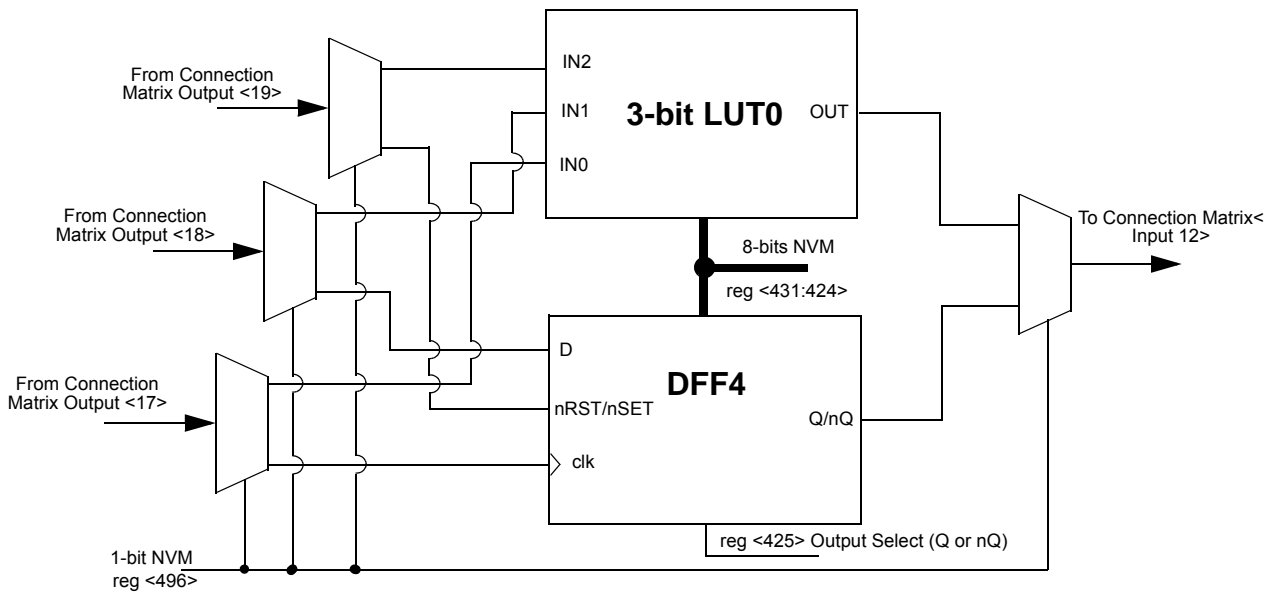 From Connection
Matrix Output <19>
IN2
IN1
IN0
3-bit LUT0
OUT
From Connection
Matrix Output <18>
To Connection Matrix<
Input 12>
8-bits NVM
reg <431:424>
From Connection
Matrix Output <17>
D
nRST/nSET
clk
DFF4
Q/nQ
reg <425> Output Select (Q or nQ)
1-bit NVM
reg <496>